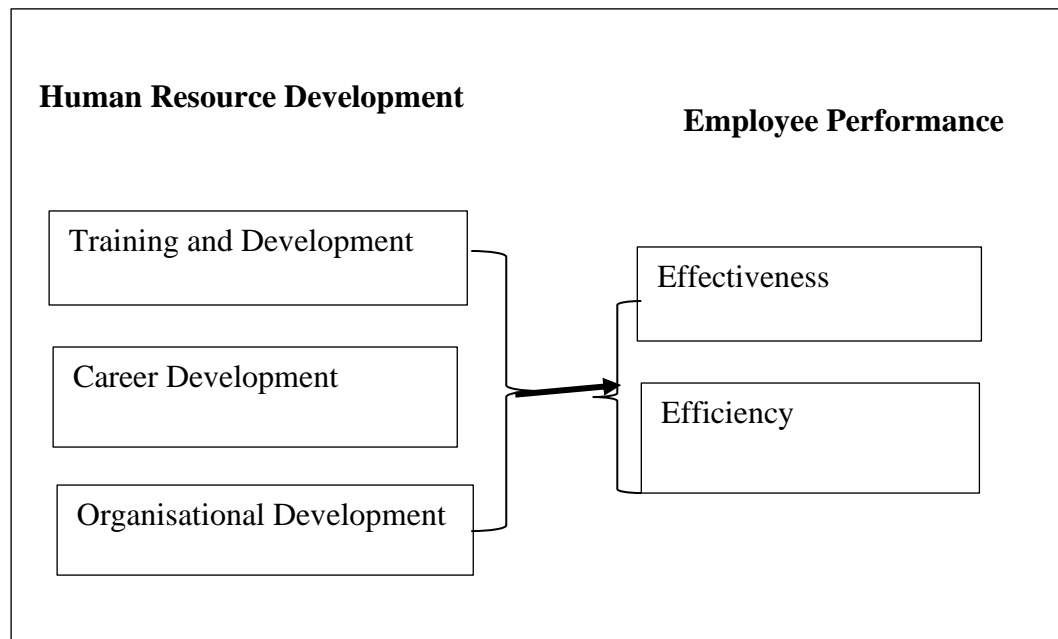 Human Resource Development
Employee Performance
Training and Development
Career Development
Organisational Development
Effectiveness
Efficiency